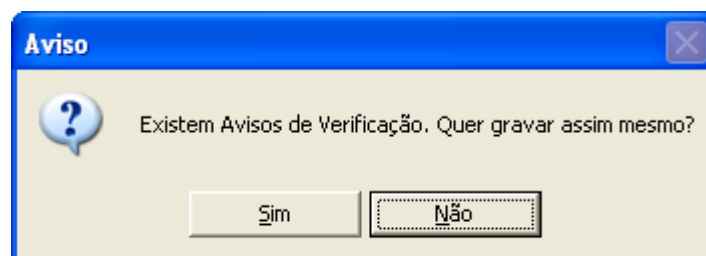 Aviso
Existem Avisos de Verificação. Quer gravar assim mesmo?
Sim
Não